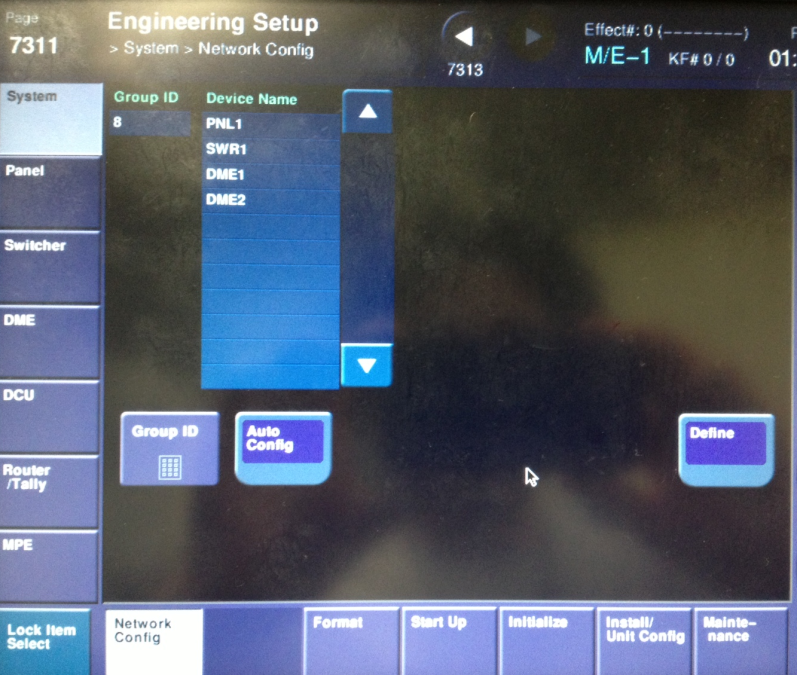 Page
7311
Engineering Setup
> System > Network Config
7313
Effect#: 0 (--------)
M/E-1 KF# 0 / 0
01:
System
Panel
Switcher
DME
DCU
Router
/Tally
MPE
Lock Item
Select
Group ID Device Name
8 PNL1
SWR1
DME1
DME2
Group ID
Auto
Config
Define
Network
Config
Format
Start Up
Initialize
Install/
Unit Config
Mainte-
nance